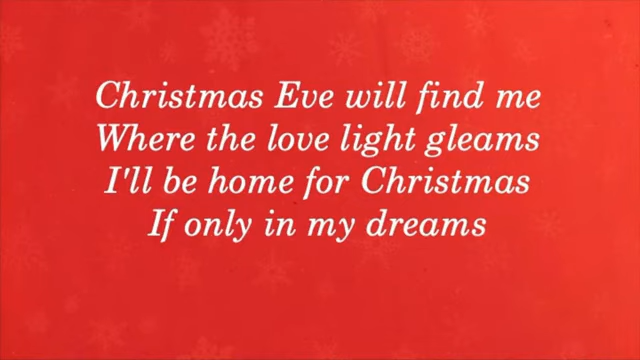 Christmas Eve will find me
Where the love light gleams
I'll be home for Christmas
If only in my dreams